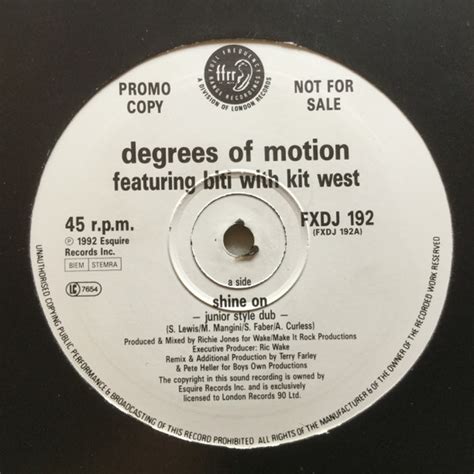 FULL FREQUENCY
ffrr
RANGE RECORDINGS
A DIVISION OF LONDON RECORDS
PROMO
COPY
NOT FOR
SALE
degrees of motion
featuring biti with kit west
45 r.p.m.
℗ 1992 Esquire
Records Inc.
BIEM STEMRA
LC 7654
FXDJ 192
(FXDJ 192A)
a side
shine on
– junior style dub –
(S. Lewis/M. Mangini/S. Faber/A. Curless)
Produced & Mixed by Richie Jones for Wake/Make It Rock Productions
Executive Producer: Ric Wake
Remix & Additional Production by Terry Farley
& Pete Heller for Boys Own Productions
The copyright in this sound recording is owned by
Esquire Records Inc. and is exclusively
licensed to London Records 90 Ltd.
UNAUTHORISED COPYING PUBLIC PERFORMANCE & BROADCASTING OF THIS RECORD PROHIBITED. ALL RIGHTS OF THE MANUFACTURER & OF THE OWNER OF THE RECORDED WORK RESERVED